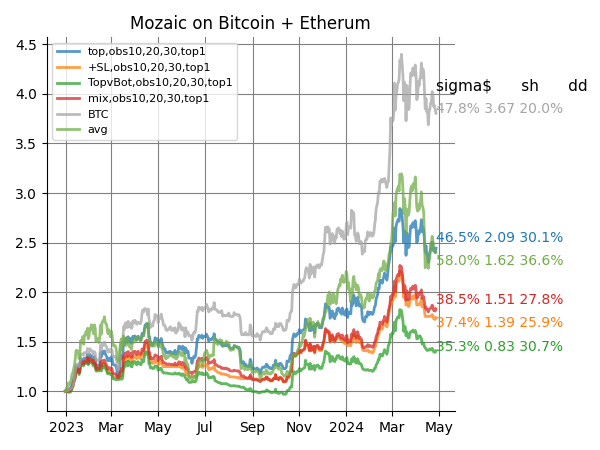 Mozaic on Bitcoin + Etherum
4.5
4.0
3.5
3.0
2.5
2.0
1.5
1.0
top,obs10,20,30,top1
+SL,obs10,20,30,top1
TopvBot,obs10,20,30,top1
mix,obs10,20,30,top1
BTC
avg
sigma$ sh dd
47.8% 3.67 20.0%
46.5% 2.09 30.1%
58.0% 1.62 36.6%
38.5% 1.51 27.8%
37.4% 1.39 25.9%
35.3% 0.83 30.7%
2023 Mar May Jul Sep Nov 2024 Mar May